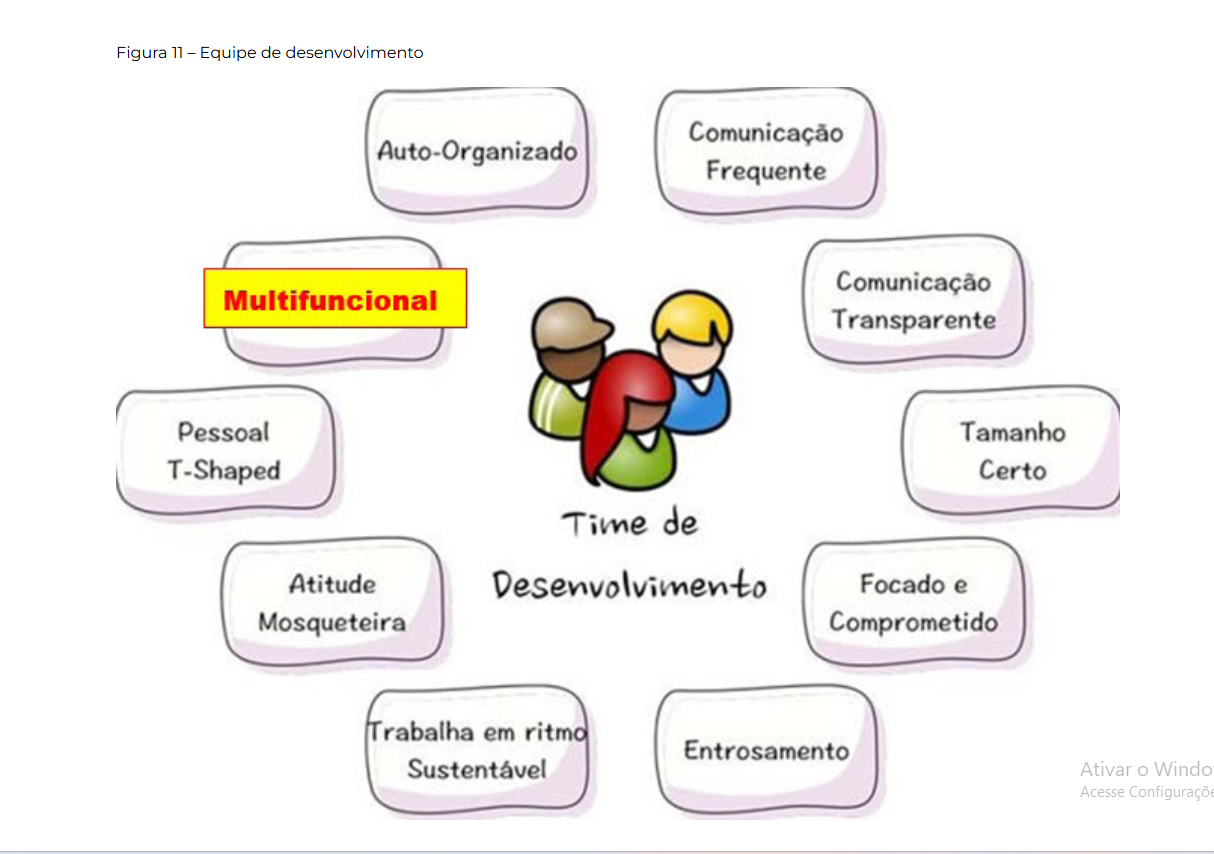 Figura 11 – Equipe de desenvolvimento
Auto-Organizado
Comunicação
Frequente
Multifuncional
Comunicação
Transparente
Pessoal
T-Shaped
Tamanho
Certo
Time de
Desenvolvimento
Atitude
Mosqueteira
Focado e
Comprometido
Trabalha em ritmo
Sustentável
Entrosamento
Ativar o Windo
Acesse Configuraçõe